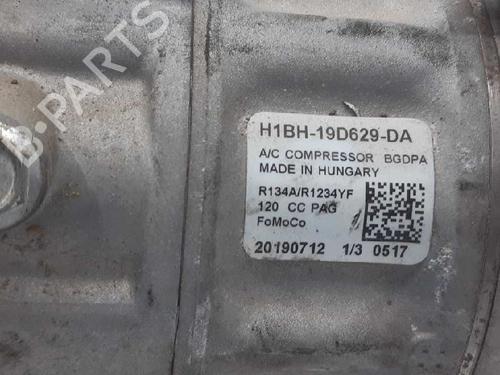 B-PARTS
H1BH-19D629-DA
A/C COMPRESSOR BGDPA
MADE IN HUNGARY
R134A/R1234YF
120 CC PAG
FoMoCo
20190712 1/3 0517